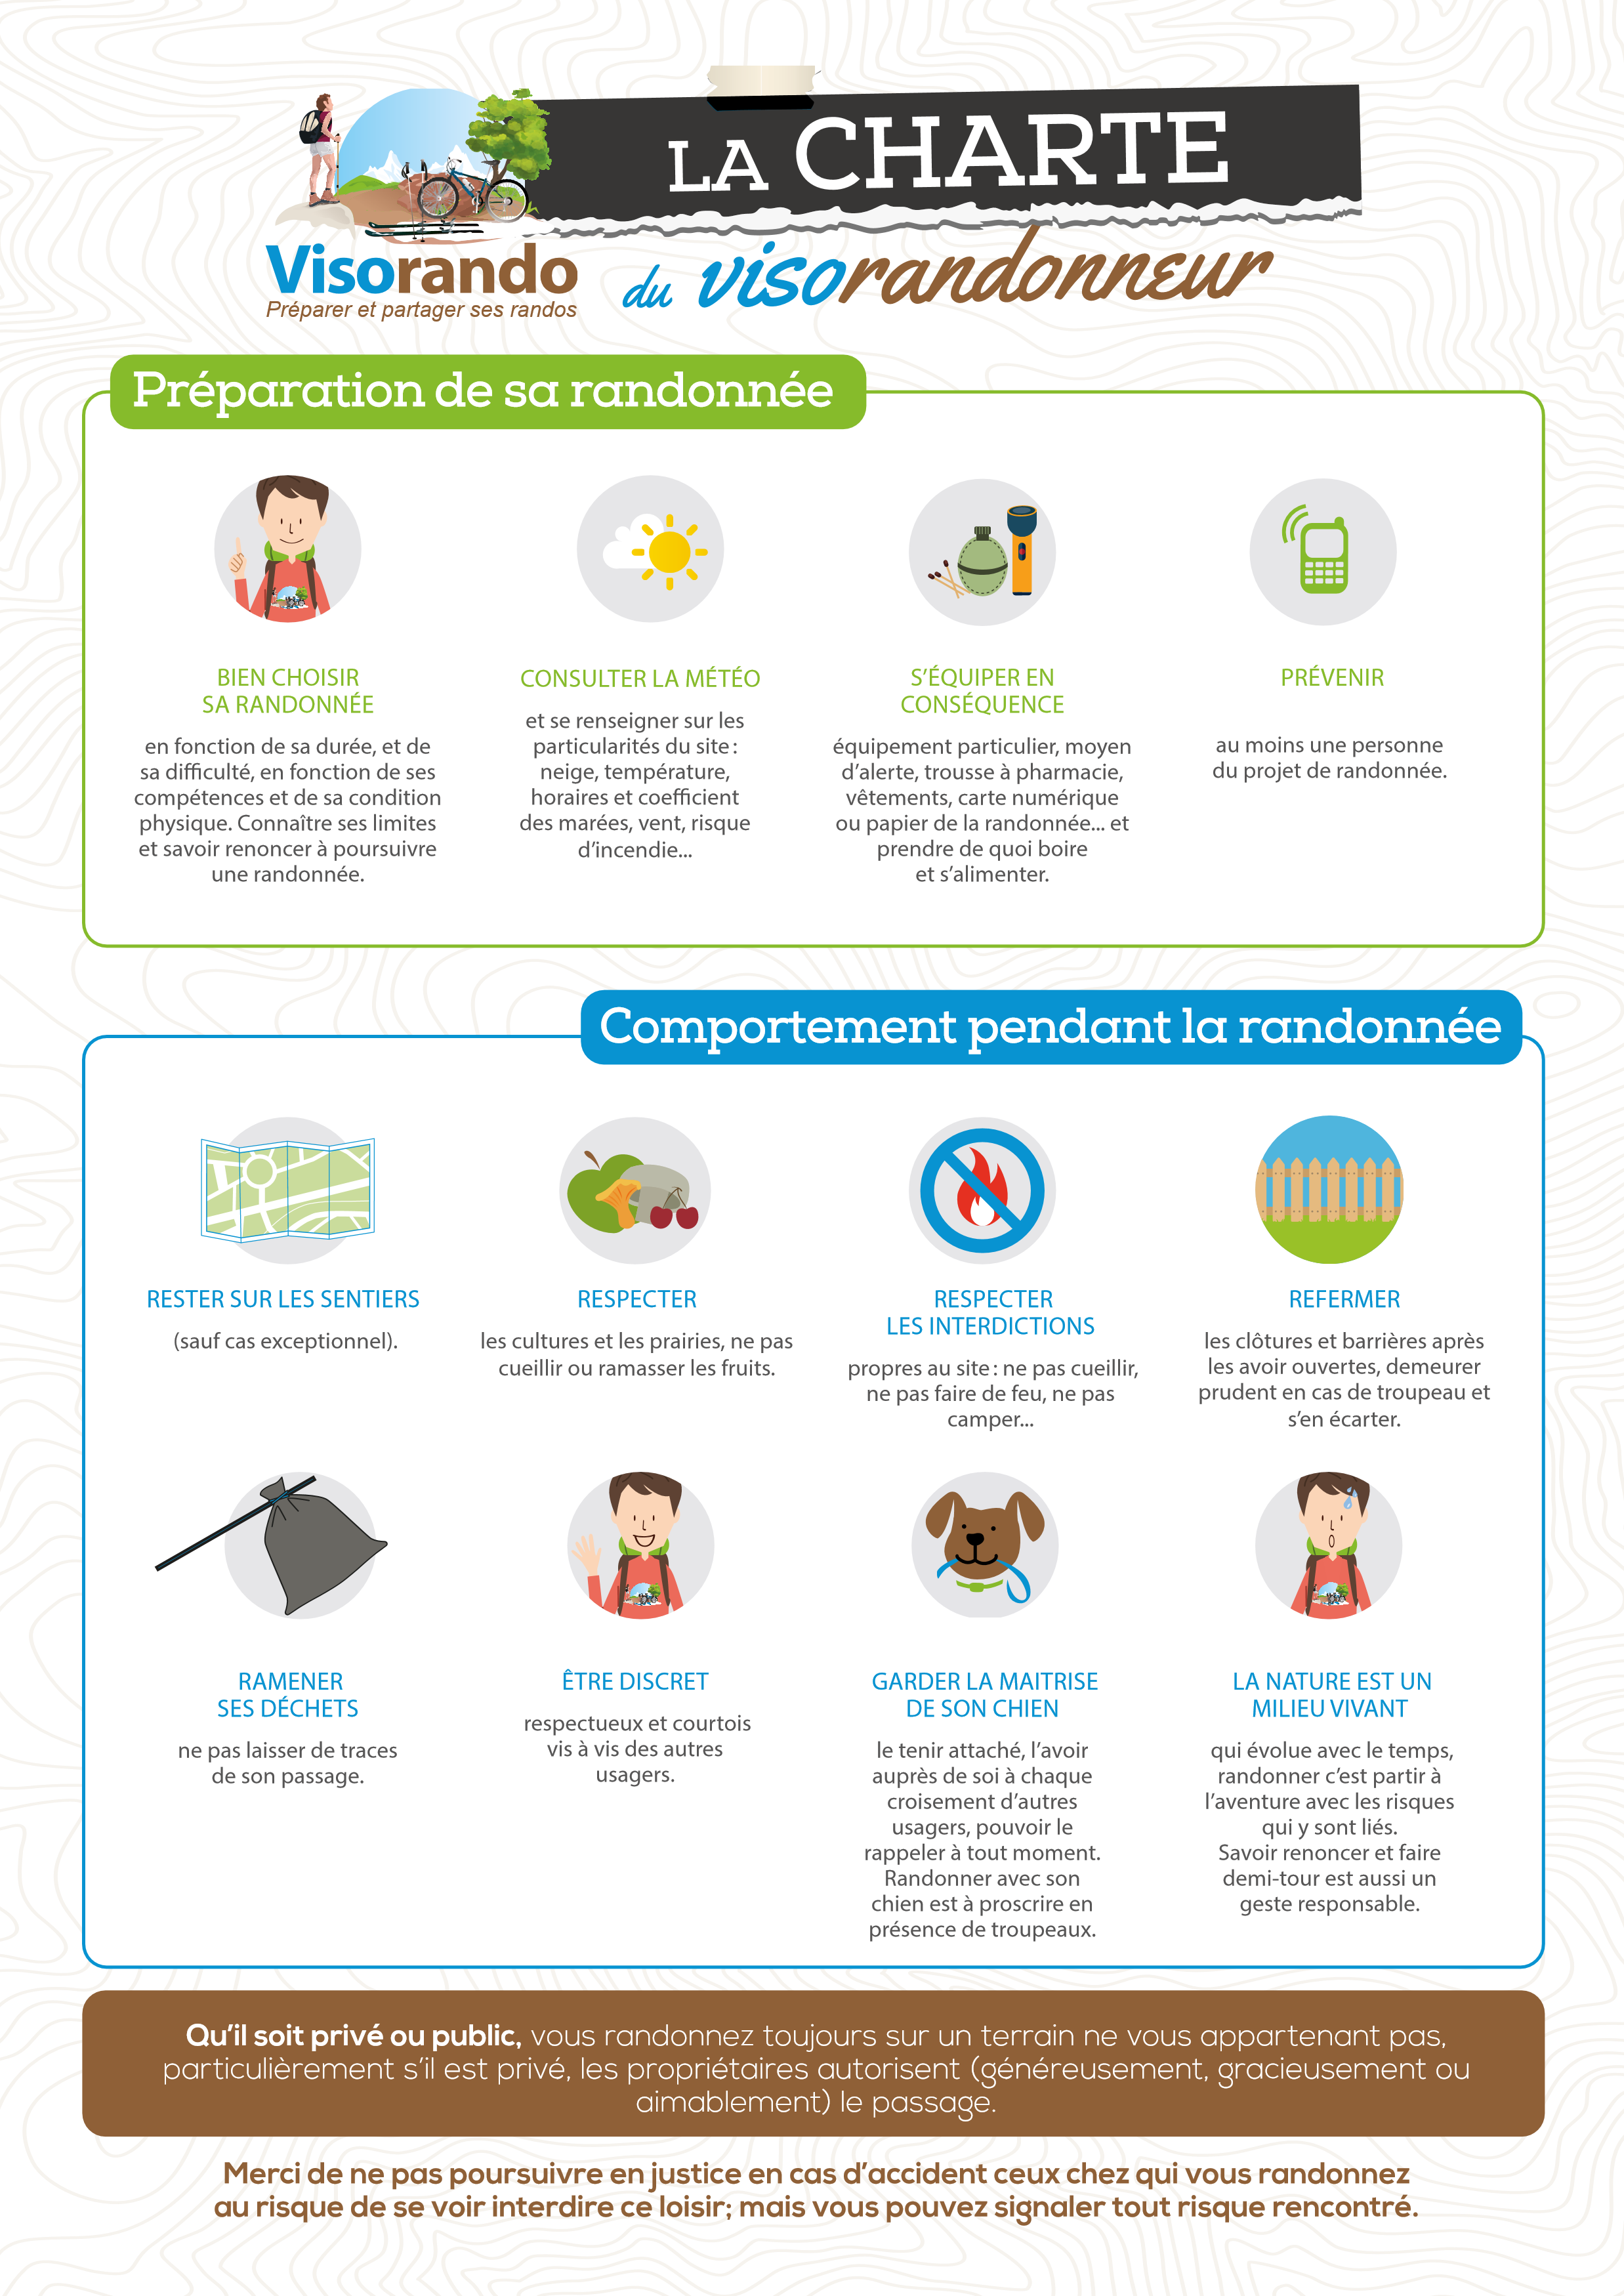 LA CHARTE
Visorando
Préparer et partager ses randos
du visorandonneur
Préparation de sa randonnée
BIEN CHOISIR
SA RANDONNÉE
en fonction de sa durée, et de
sa difficulté, en fonction de ses
compétences et de sa condition
physique. Connaître ses limites
et savoir renoncer à poursuivre
une randonnée.
CONSULTER LA MÉTÉO
et se renseigner sur les
particularités du site :
neige, température,
horaires et coefficient
des marées, vent, risque
d'incendie...
S'ÉQUIPER EN
CONSÉQUENCE
équipement particulier, moyen
d'alerte, trousse à pharmacie,
vêtements, carte numérique
ou papier de la randonnée... et
prendre de quoi boire
et s'alimenter.
PRÉVENIR
au moins une personne
du projet de randonnée.
Comportement pendant la randonnée
RESTER SUR LES SENTIERS
(sauf cas exceptionnel).
RESPECTER
les cultures et les prairies, ne pas
cueillir ou ramasser les fruits.
RESPECTER
LES INTERDICTIONS
propres au site : ne pas cueillir,
ne pas faire de feu, ne pas
camper...
REFERMER
les clôtures et barrières après
les avoir ouvertes, demeurer
prudent en cas de troupeau et
s'en écarter.
RAMENER
SES DÉCHETS
ne pas laisser de traces
de son passage.
ÊTRE DISCRET
respectueux et courtois
vis à vis des autres
usagers.
GARDER LA MAITRISE
DE SON CHIEN
le tenir attaché, l'avoir
auprès de soi à chaque
croisement d'autres
usagers, pouvoir le
rappeler à tout moment.
Randonner avec son
chien est à proscrire en
présence de troupeaux.
LA NATURE EST UN
MILIEU VIVANT
qui évolue avec le temps,
randonner c'est partir à
l'aventure avec les risques
qui y sont liés.
Savoir renoncer et faire
demi-tour est aussi un
geste responsable.
Qu'il soit privé ou public, vous randonnez toujours sur un terrain ne vous appartenant pas,
particulièrement s'il est privé, les propriétaires autorisent (généreusement, gracieusement ou
aimablement) le passage.
Merci de ne pas poursuivre en justice en cas d'accident ceux chez qui vous randonnez
au risque de se voir interdire ce loisir; mais vous pouvez signaler tout risque rencontré.